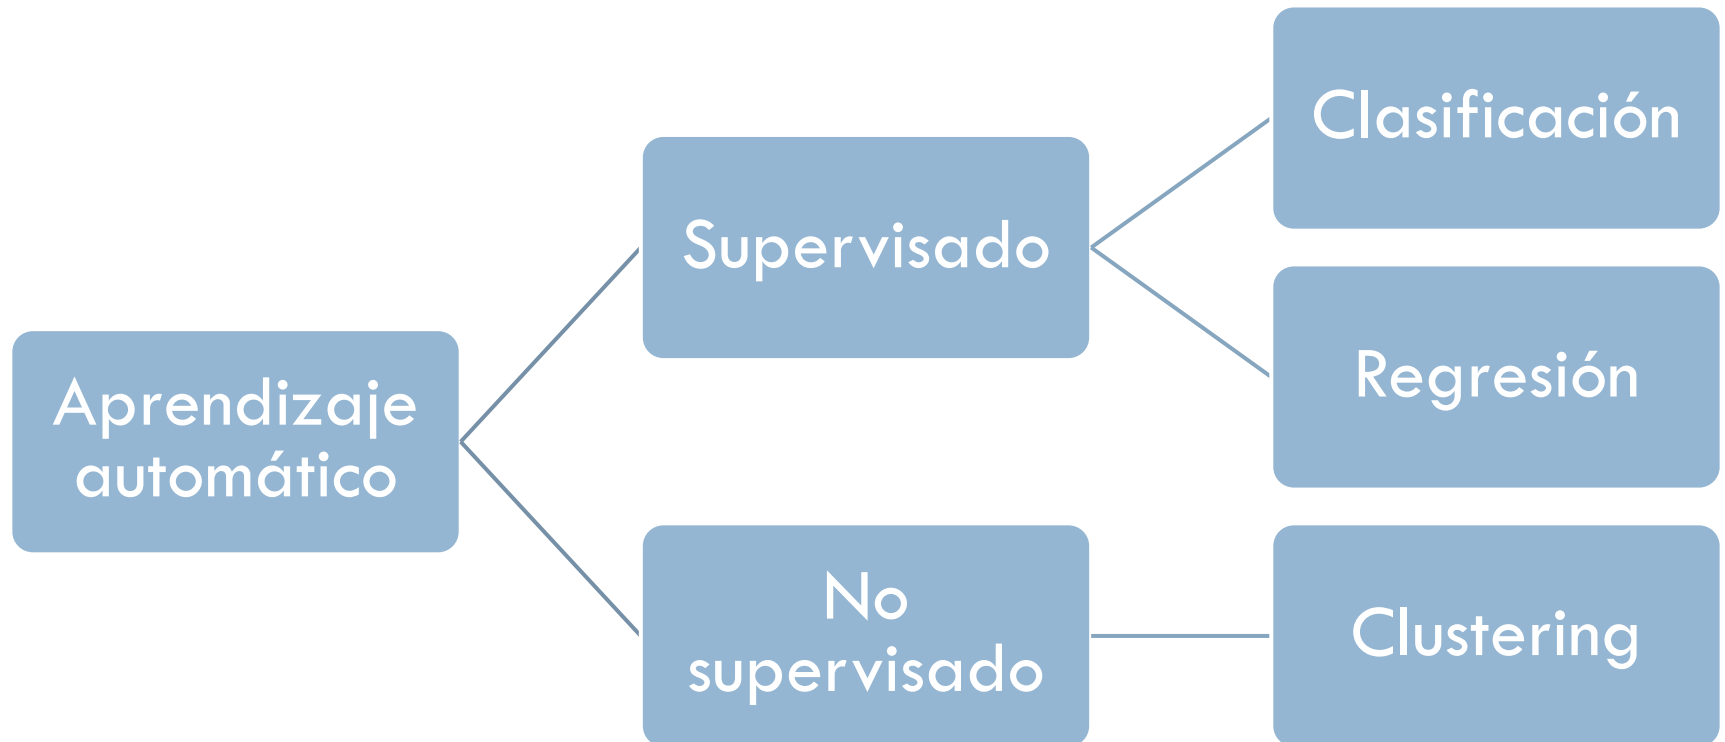 Aprendizaje
automático
Supervisado
No
supervisado
Clasificación
Regresión
Clustering